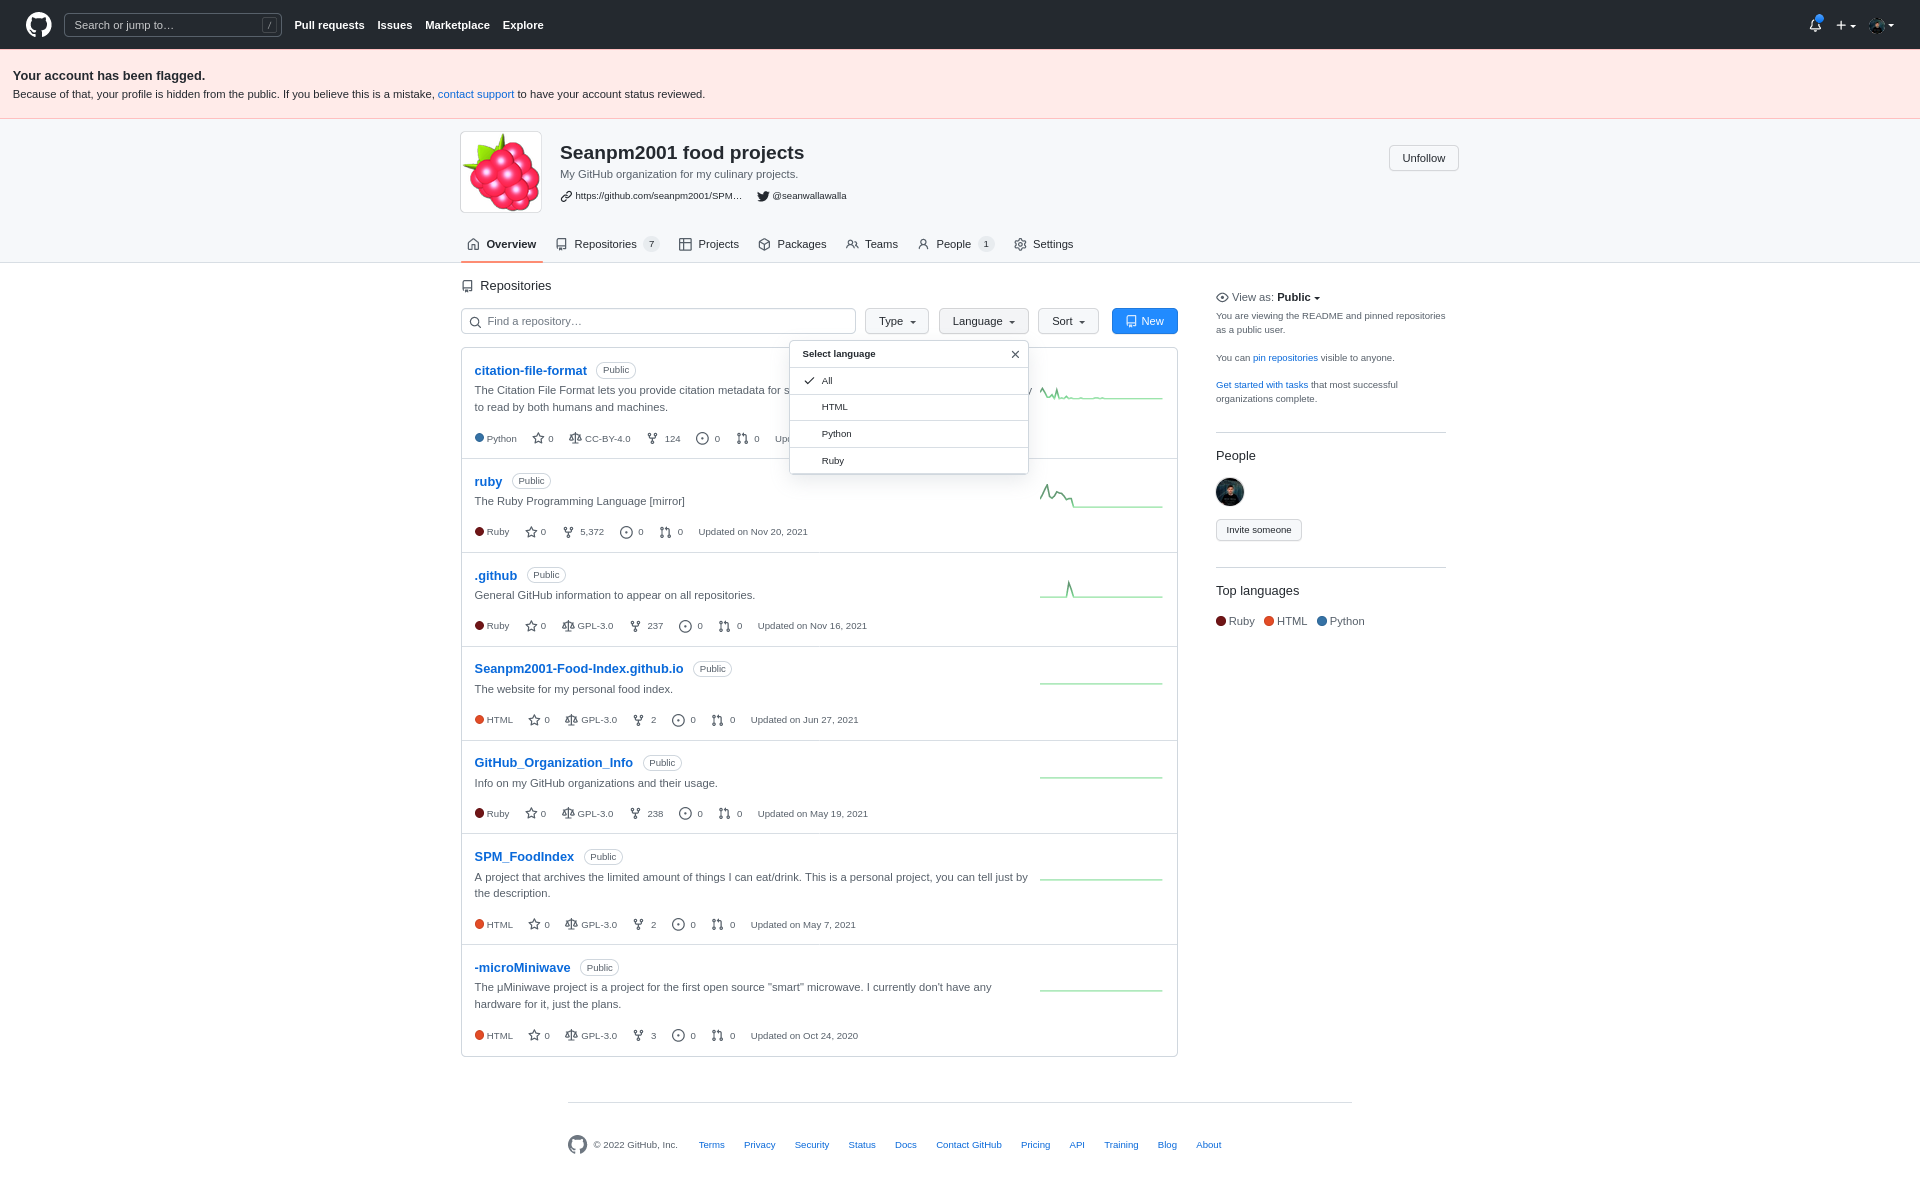 Search or jump to…
/
Pull requests
Issues
Marketplace
Explore
Your account has been flagged.
Because of that, your profile is hidden from the public. If you believe this is a mistake, contact support to have your account status reviewed.
Seanpm2001 food projects
My GitHub organization for my culinary projects.
https://github.com/seanpm2001/SPM…
@seanwallawalla
Unfollow
Overview
Repositories 7
Projects
Packages
Teams
People 1
Settings
Repositories
Find a repository…
Type
Language
Sort
New
Select language
All
HTML
Python
Ruby
citation-file-format Public
The Citation File Format lets you provide citation metadata for s
to read by both humans and machines.
Python 0 CC-BY-4.0 124 0 0
ruby Public
The Ruby Programming Language [mirror]
Ruby 0 5,372 0 0 Updated on Nov 20, 2021
.github Public
General GitHub information to appear on all repositories.
Ruby 0 GPL-3.0 237 0 0 Updated on Nov 16, 2021
Seanpm2001-Food-Index.github.io Public
The website for my personal food index.
HTML 0 GPL-3.0 2 0 0 Updated on Jun 27, 2021
GitHub_Organization_Info Public
Info on my GitHub organizations and their usage.
Ruby 0 GPL-3.0 238 0 0 Updated on May 19, 2021
SPM_FoodIndex Public
A project that archives the limited amount of things I can eat/drink. This is a personal project, you can tell just by
the description.
HTML 0 GPL-3.0 2 0 0 Updated on May 7, 2021
-microMiniwave Public
The μMiniwave project is a project for the first open source "smart" microwave. I currently don't have any
hardware for it, just the plans.
HTML 0 GPL-3.0 3 0 0 Updated on Oct 24, 2020
View as: Public
You are viewing the README and pinned repositories
as a public user.
You can pin repositories visible to anyone.
Get started with tasks that most successful
organizations complete.
People
Invite someone
Top languages
Ruby HTML Python
© 2022 GitHub, Inc.
Terms
Privacy
Security
Status
Docs
Contact GitHub
Pricing
API
Training
Blog
About